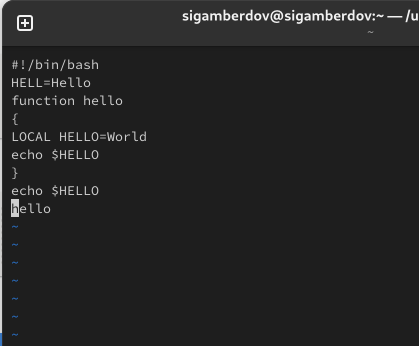 sigamberdov@sigamberdov:~ — /u
~
#!/bin/bash
HELL=Hello
function hello
{
LOCAL HELLO=World
echo $HELLO
}
echo $HELLO
hello
~
~
~
~
~
~
~